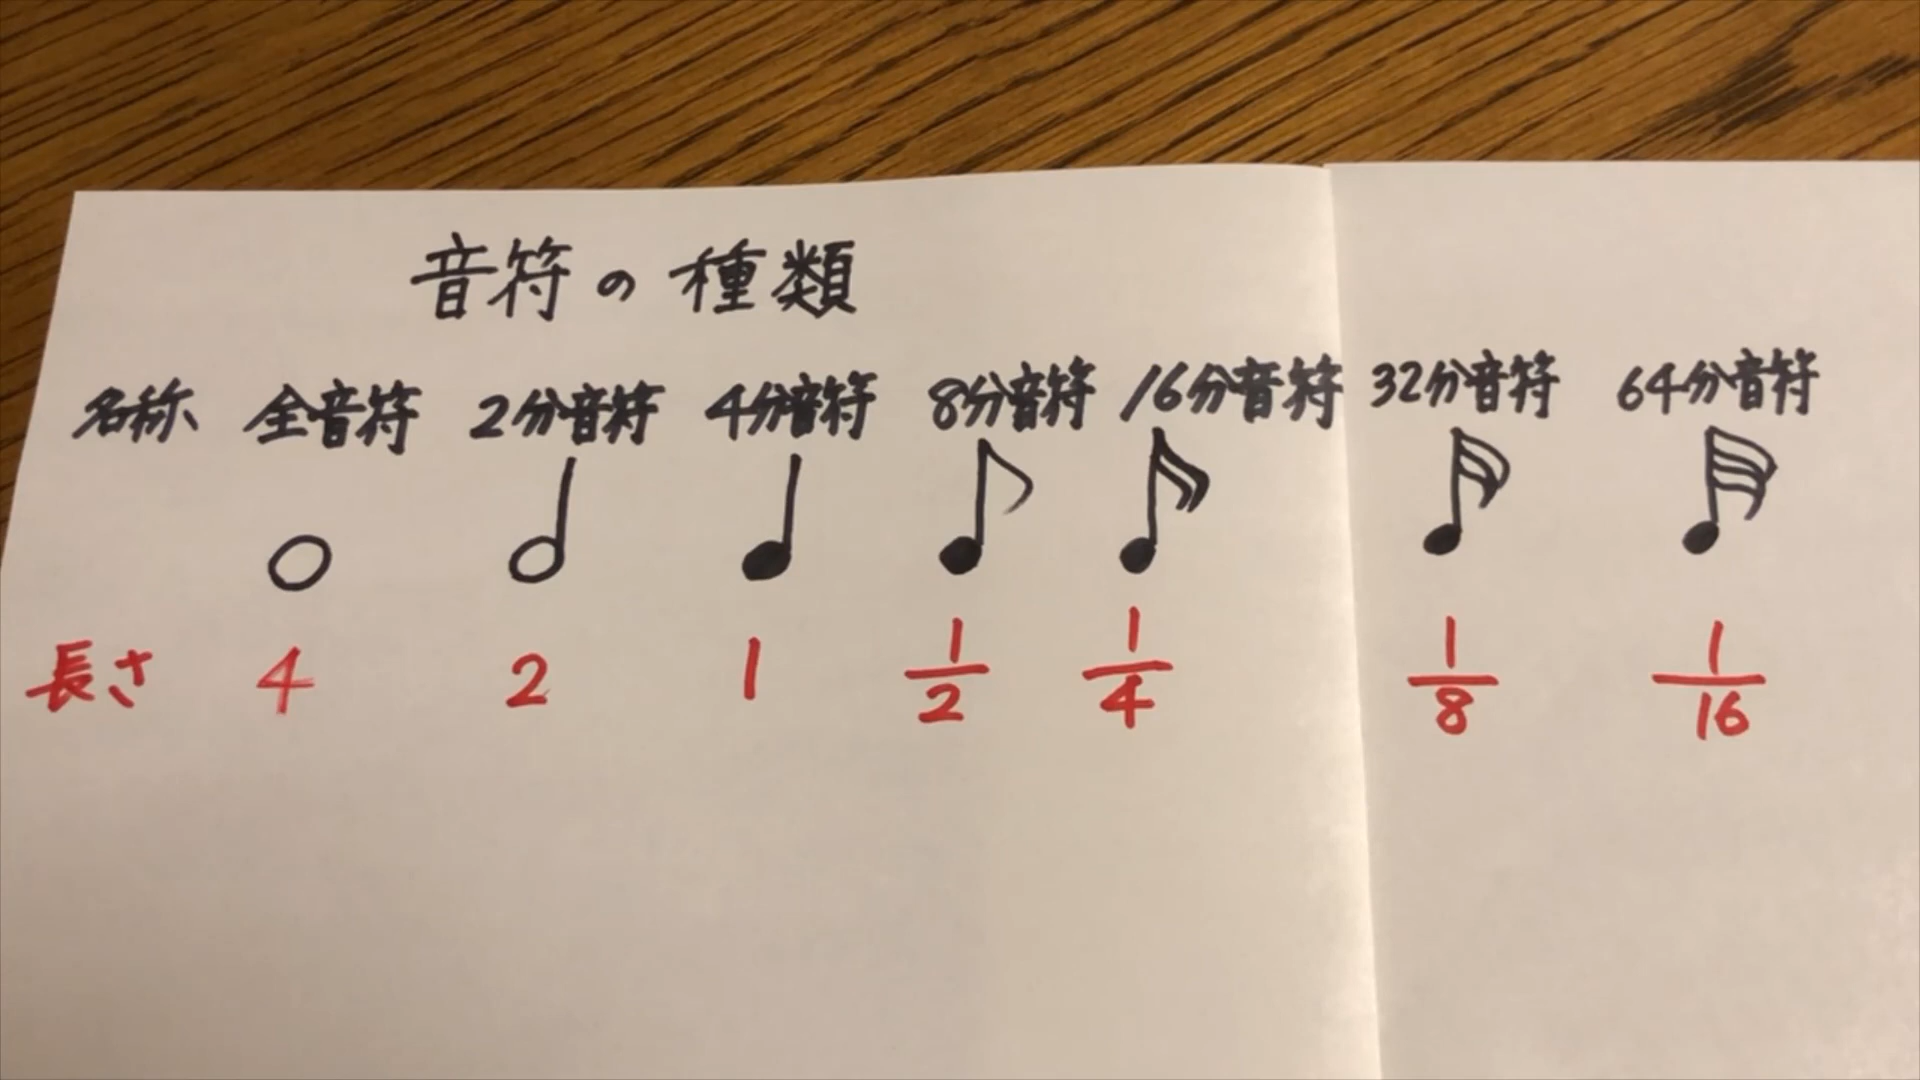 音符の種類
名称 全音符 2分音符 4分音符 8分音符 16分音符 32分音符 64分音符
長さ 4 2 1 1/2 1/4 1/8 1/16